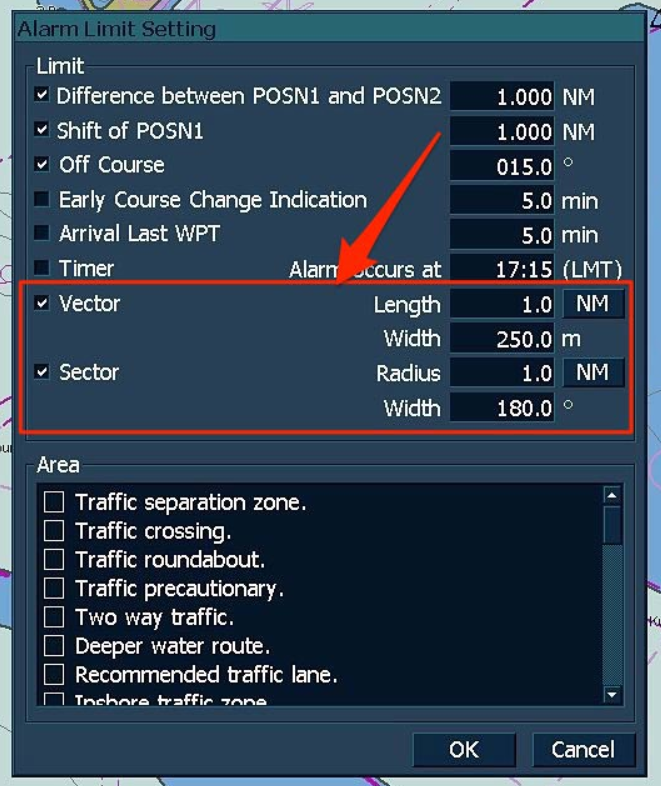 Alarm Limit Setting
Limit
Difference between POSN1 and POSN2 1.000 NM
Shift of POSN1 1.000 NM
Off Course 015.0 °
Early Course Change Indication 5.0 min
Arrival Last WPT 5.0 min
Timer Alarm occurs at 17:15 (LMT)
Vector Length 1.0 NM
Width 250.0 m
Sector Radius 1.0 NM
Width 180.0 °
Area
Traffic separation zone.
Traffic crossing.
Traffic roundabout.
Traffic precautionary.
Two way traffic.
Deeper water route.
Recommended traffic lane.
Inshore traffic zone
OK Cancel